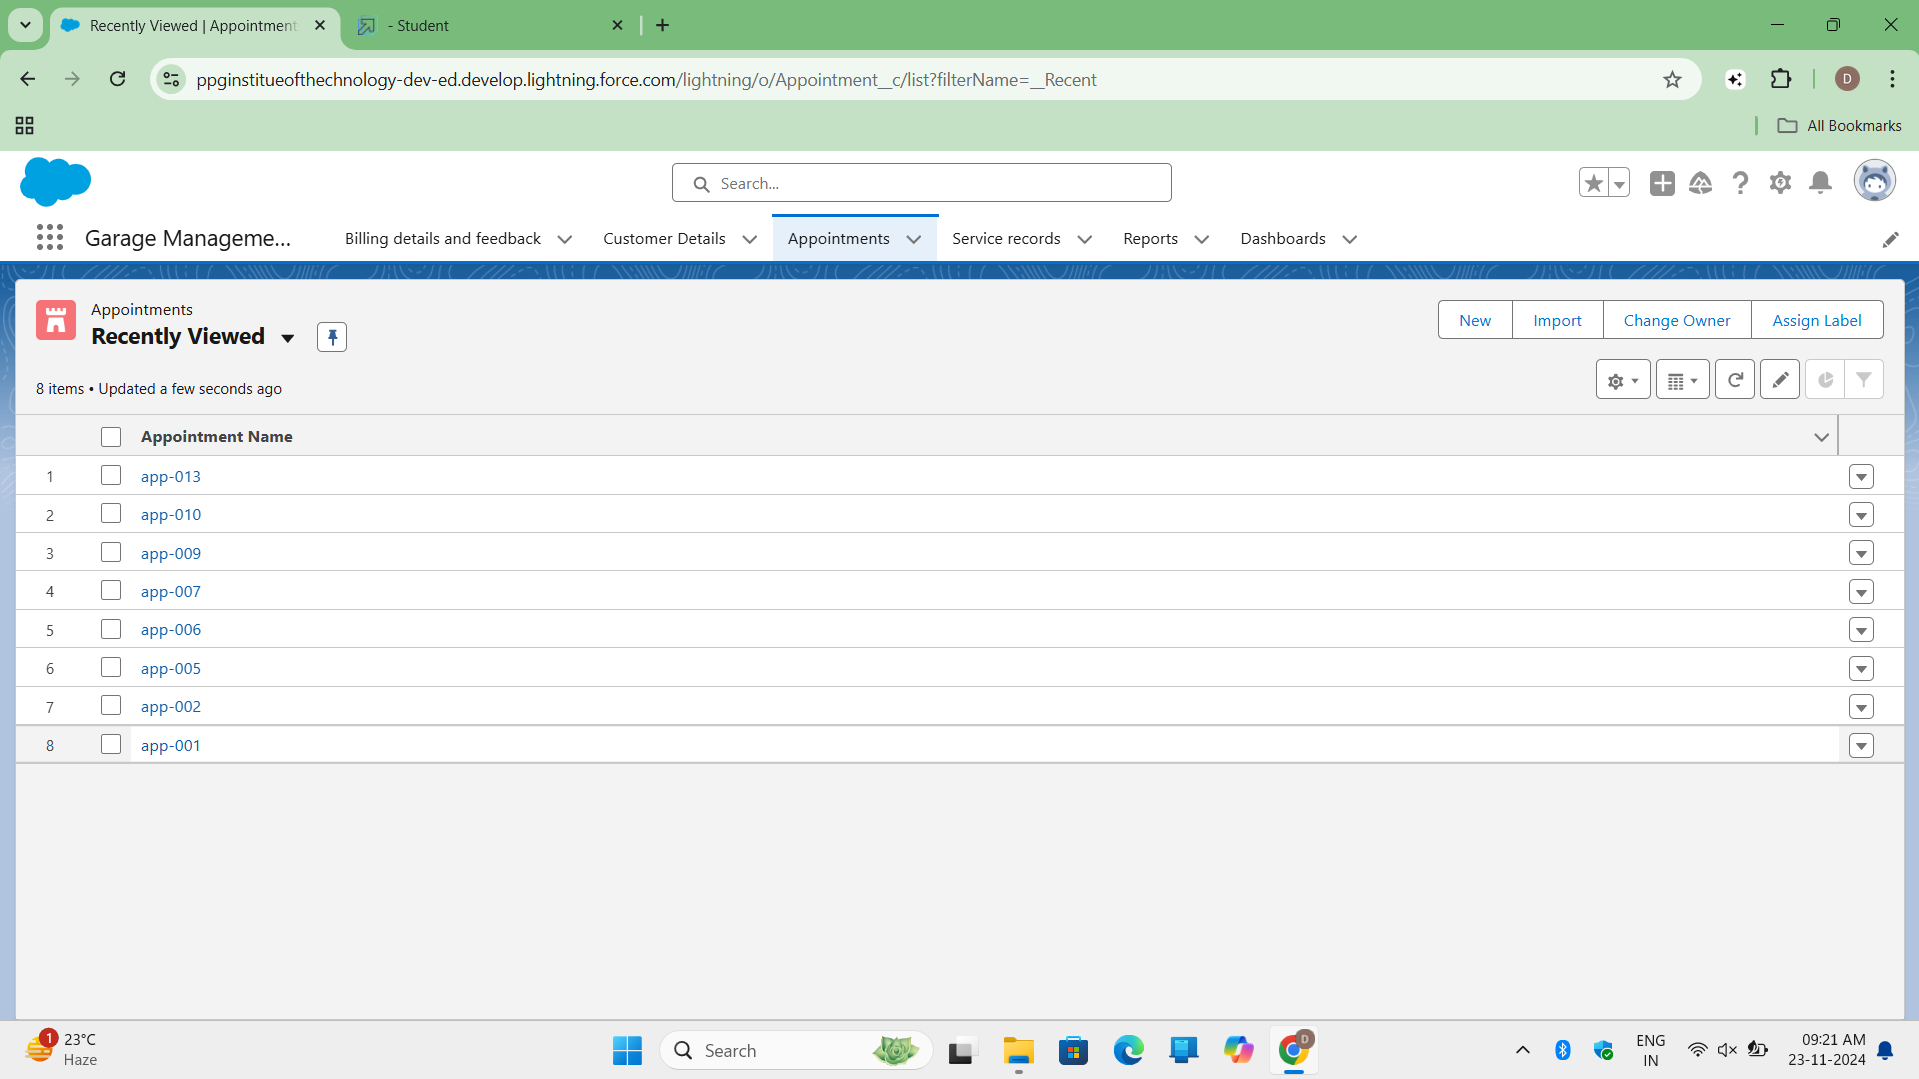 Recently Viewed | Appointment
- Student
ppginstitueofthechnology-dev-ed.develop.lightning.force.com/lightning/o/Appointment__c/list?filterName=__Recent
D
All Bookmarks
Search...
Garage Manageme...
Billing details and feedback
Customer Details
Appointments
Service records
Reports
Dashboards
Appointments
Recently Viewed
New
Import
Change Owner
Assign Label
8 items • Updated a few seconds ago
Appointment Name
1 app-013
2 app-010
3 app-009
4 app-007
5 app-006
6 app-005
7 app-002
8 app-001
1
23°C
Haze
Search
D
ENG
IN
09:21 AM
23-11-2024